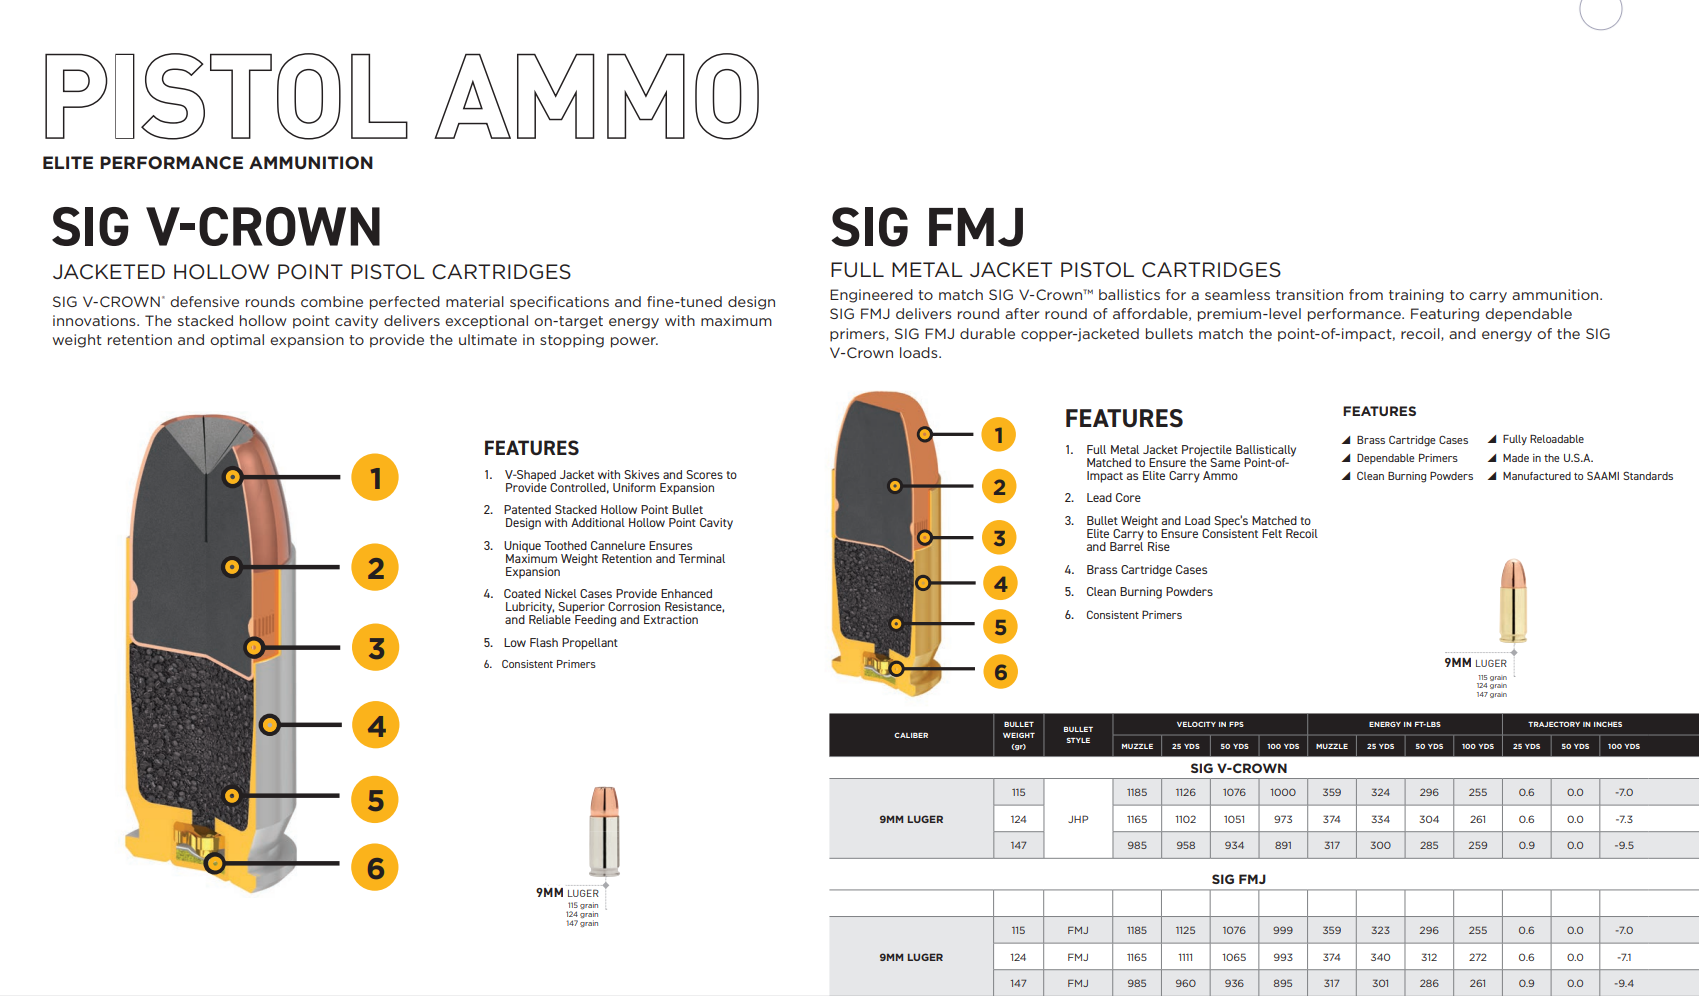 PISTOL AMMO
ELITE PERFORMANCE AMMUNITION
SIG V-CROWN
JACKETED HOLLOW POINT PISTOL CARTRIDGES
SIG V-CROWN® defensive rounds combine perfected material specifications and fine-tuned design
innovations. The stacked hollow point cavity delivers exceptional on-target energy with maximum
weight retention and optimal expansion to provide the ultimate in stopping power.
1
2
3
4
5
6
FEATURES
1. V-Shaped Jacket with Skives and Scores to
Provide Controlled, Uniform Expansion
2. Patented Stacked Hollow Point Bullet
Design with Additional Hollow Point Cavity
3. Unique Toothed Cannelure Ensures
Maximum Weight Retention and Terminal
Expansion
4. Coated Nickel Cases Provide Enhanced
Lubricity, Superior Corrosion Resistance,
and Reliable Feeding and Extraction
5. Low Flash Propellant
6. Consistent Primers
9MM LUGER
115 grain
124 grain
147 grain
SIG FMJ
FULL METAL JACKET PISTOL CARTRIDGES
Engineered to match SIG V-Crown™ ballistics for a seamless transition from training to carry ammunition.
SIG FMJ delivers round after round of affordable, premium-level performance. Featuring dependable
primers, SIG FMJ durable copper-jacketed bullets match the point-of-impact, recoil, and energy of the SIG
V-Crown loads.
1
2
3
4
5
6
FEATURES
1. Full Metal Jacket Projectile Ballistically
Matched to Ensure the Same Point-of-
Impact as Elite Carry Ammo
2. Lead Core
3. Bullet Weight and Load Spec's Matched to
Elite Carry to Ensure Consistent Felt Recoil
and Barrel Rise
4. Brass Cartridge Cases
5. Clean Burning Powders
6. Consistent Primers
FEATURES
Brass Cartridge Cases
Dependable Primers
Clean Burning Powders
Fully Reloadable
Made in the U.S.A.
Manufactured to SAAMI Standards
9MM LUGER
115 grain
124 grain
147 grain
CALIBER BULLET WEIGHT (gr) BULLET STYLE VELOCITY IN FPS ENERGY IN FT-LBS TRAJECTORY IN INCHES
MUZZLE 25 YDS 50 YDS 100 YDS MUZZLE 25 YDS 50 YDS 100 YDS 25 YDS 50 YDS 100 YDS
SIG V-CROWN
115 1185 1126 1076 1000 359 324 296 255 0.6 0.0 -7.0
9MM LUGER 124 JHP 1165 1102 1051 973 374 334 304 261 0.6 0.0 -7.3
147 985 958 934 891 317 300 285 259 0.9 0.0 -9.5
SIG FMJ
115 FMJ 1185 1125 1076 999 359 323 296 255 0.6 0.0 -7.0
9MM LUGER 124 FMJ 1165 1111 1065 993 374 340 312 272 0.6 0.0 -7.1
147 FMJ 985 960 936 895 317 301 286 261 0.9 0.0 -9.4